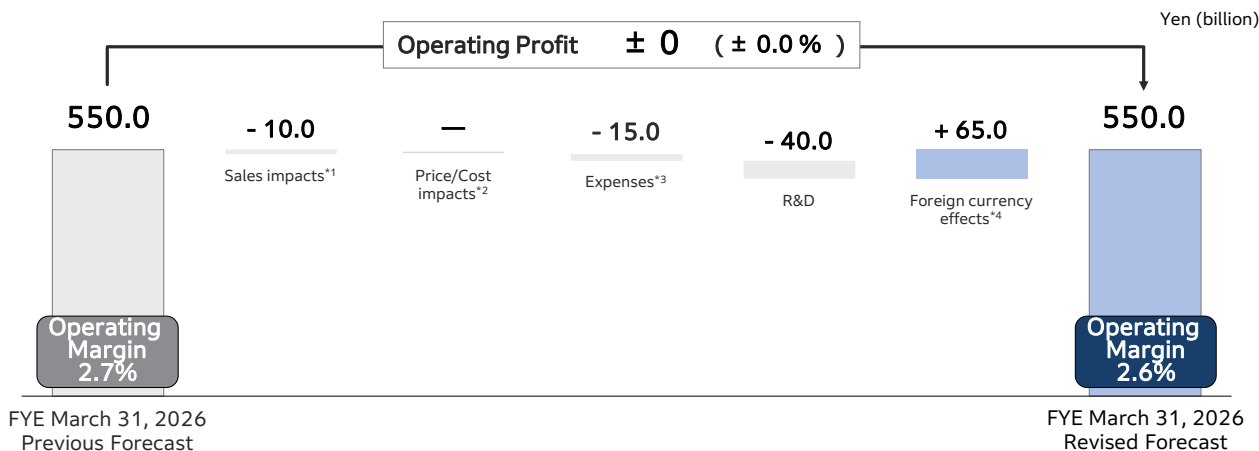 Yen (billion)
Operating Profit ± 0 ( ± 0.0 % )
550.0
- 10.0
—
- 15.0
- 40.0
+ 65.0
550.0
Sales impacts*1
Price/Cost
impacts*2
Expenses*3
R&D
Foreign currency
effects*4
Operating
Margin
2.7%
Operating
Margin
2.6%
FYE March 31, 2026
Previous Forecast
FYE March 31, 2026
Revised Forecast